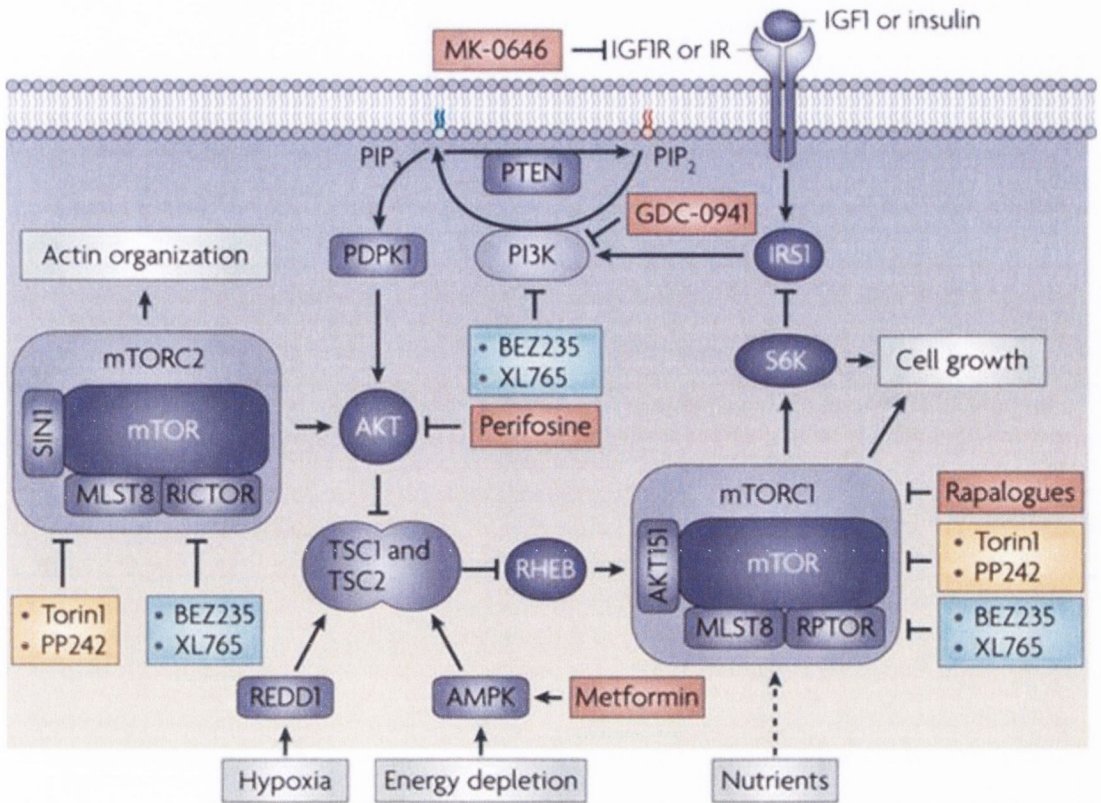 IGF1 or insulin
MK-0646
IGF1R or IR
PIP3
PTEN
PIP2
GDC-0941
Actin organization
PDPK1
PI3K
IRS1
mTORC2
• BEZ235
• XL765
S6K
Cell growth
SIN1
mTOR
AKT
Perifosine
MLST8
RICTOR
mTORC1
Rapalogues
TSC1 and
TSC2
RHEB
AKT1S1
mTOR
• Torin1
• PP242
• Torin1
• PP242
• BEZ235
• XL765
MLST8
RPTOR
• BEZ235
• XL765
REDD1
AMPK
Metformin
Hypoxia
Energy depletion
Nutrients